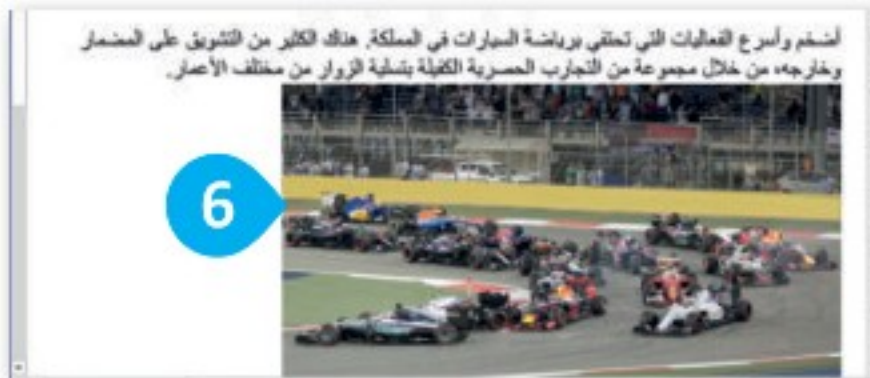 أضخم وأسرع الفعاليات التي تحتفي برياضة السيارات في المملكة. هناك الكثير من التشويق على المضمار
وخارجه، من خلال مجموعة من التجارب الحصرية الكفيلة بتسلية الزوار من مختلف الأعمار.
6